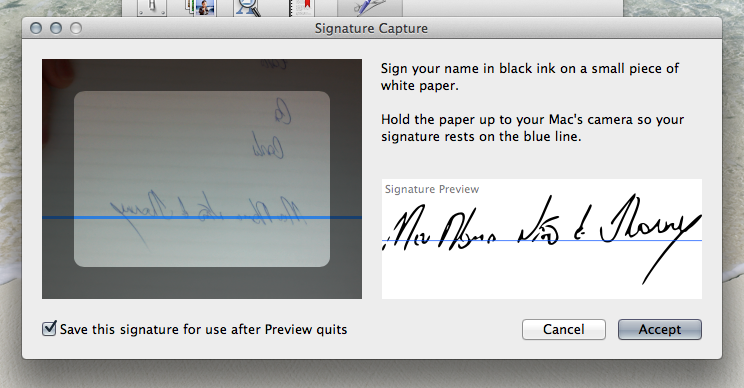 Signature Capture
Sign your name in black ink on a small piece of
white paper.
Hold the paper up to your Mac's camera so your
signature rests on the blue line.
Signature Preview
Save this signature for use after Preview quits
Cancel
Accept